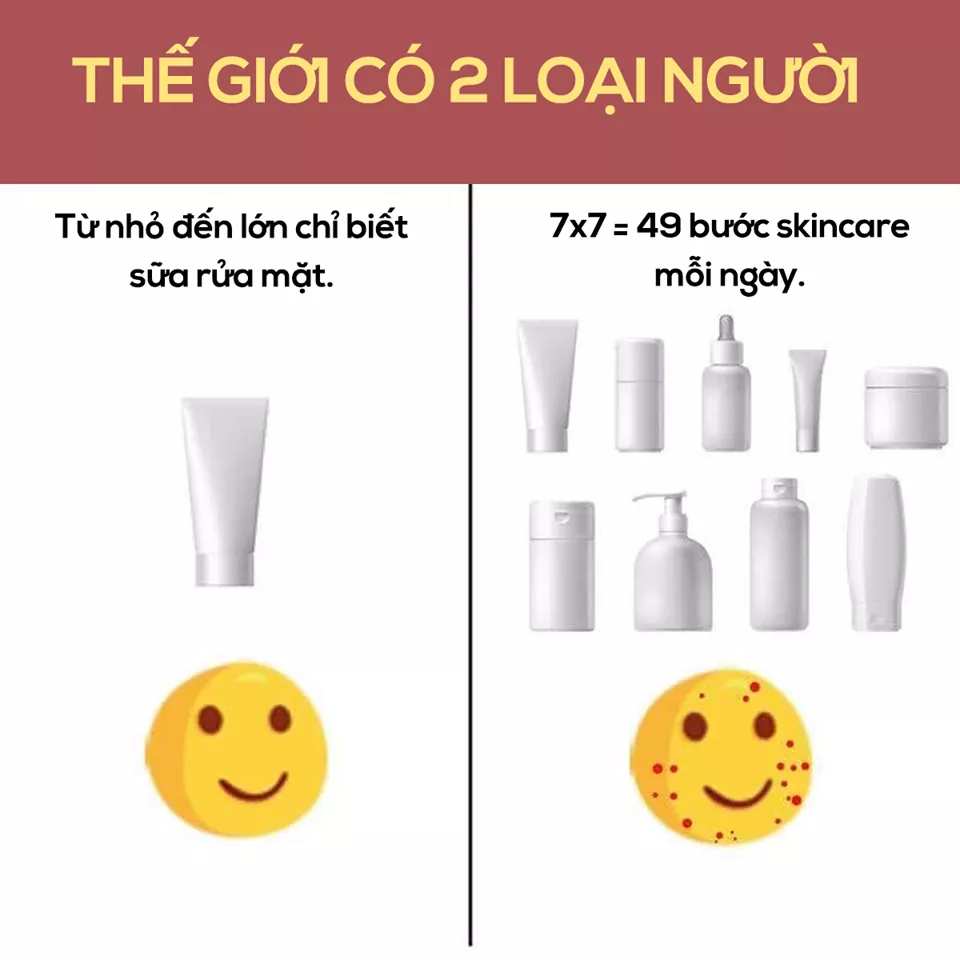 THẾ GIỚI CÓ 2 LOẠI NGƯỜI
Từ nhỏ đến lớn chỉ biết
sữa rửa mặt.
7x7 = 49 bước skincare
mỗi ngày.